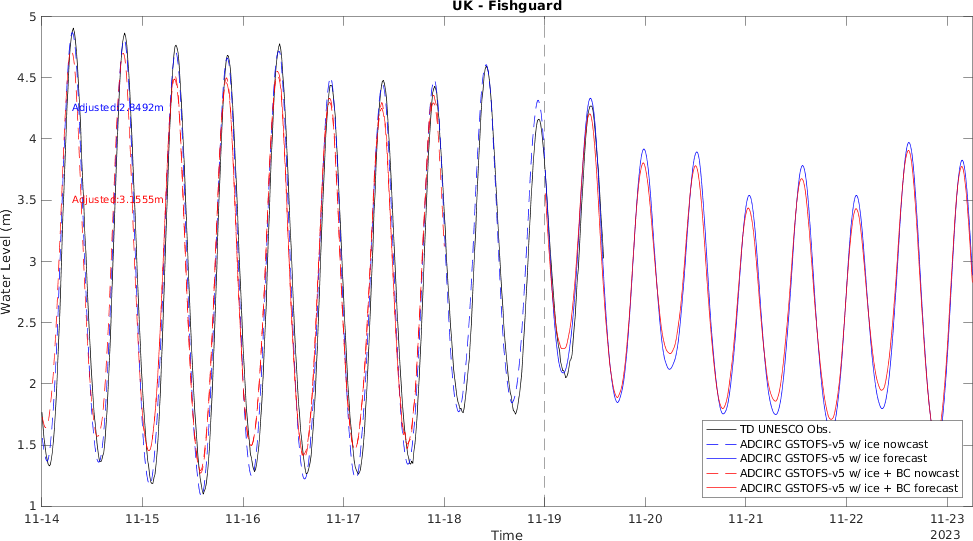 UK - Fishguard
5
4.5
4
3.5
3
2.5
2
1.5
1
Water Level (m)
Adjusted:2.8492m
Adjusted:3.1555m
TD UNESCO Obs.
ADCIRC GSTOFS-v5 w/ ice nowcast
ADCIRC GSTOFS-v5 w/ ice forecast
ADCIRC GSTOFS-v5 w/ ice + BC nowcast
ADCIRC GSTOFS-v5 w/ ice + BC forecast
11-14 11-15 11-16 11-17 11-18 11-19 11-20 11-21 11-22 11-23
2023
Time